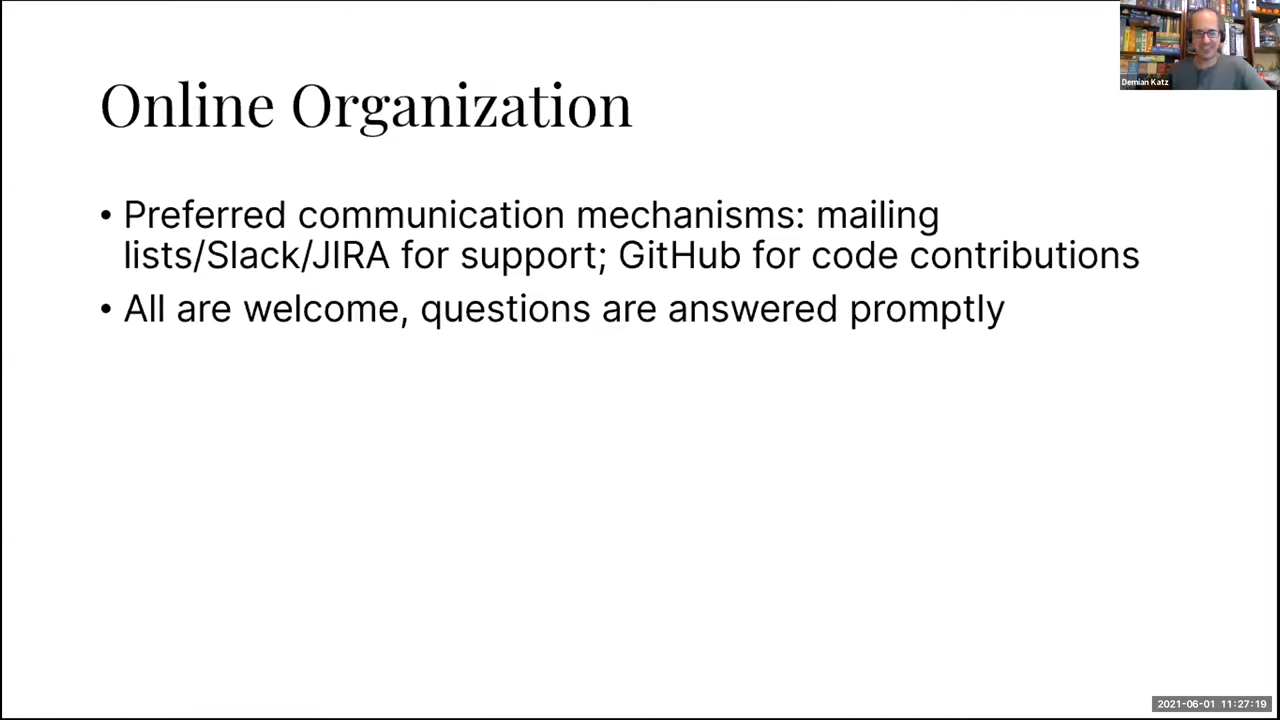 Online Organization
• Preferred communication mechanisms: mailing
lists/Slack/JIRA for support; GitHub for code contributions
• All are welcome, questions are answered promptly
Demian Katz
2021-06-01 11:27:19